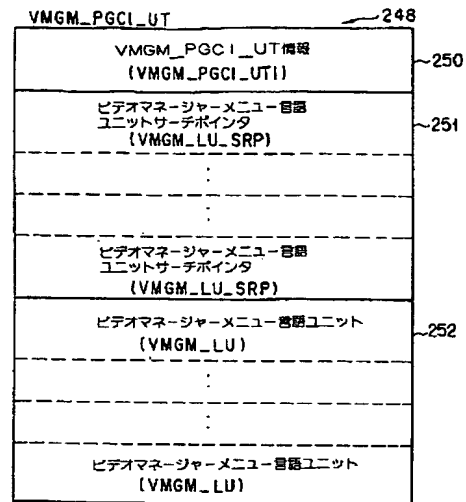 VMGM_PGCI_UT
248
VMGM_PGCI_UT情報
(VMGM_PGCI_UTI)
250
ビデオマネージャーメニュー言語
ユニットサーチポインタ
(VMGM_LU_SRP)
251
ビデオマネージャーメニュー言語
ユニットサーチポインタ
(VMGM_LU_SRP)
ビデオマネージャーメニュー言語ユニット
(VMGM_LU)
252
ビデオマネージャーメニュー言語ユニット
(VMGM_LU)